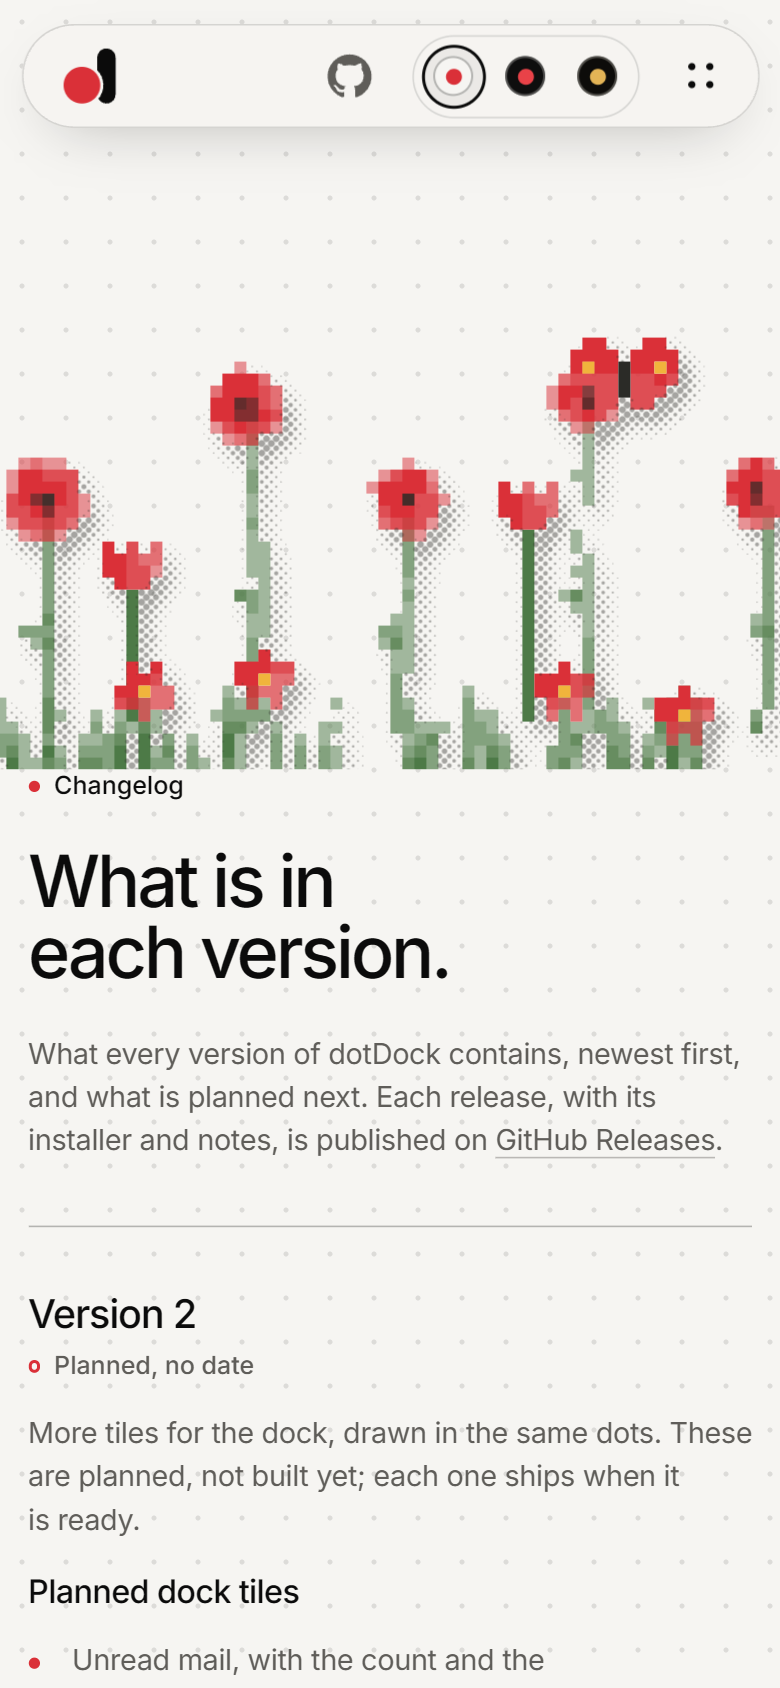 Changelog
What is in
each version.
What every version of dotDock contains, newest first,
and what is planned next. Each release, with its
installer and notes, is published on GitHub Releases.
Version 2
Planned, no date
More tiles for the dock, drawn in the same dots. These
are planned, not built yet; each one ships when it
is ready.
Planned dock tiles
Unread mail, with the count and the